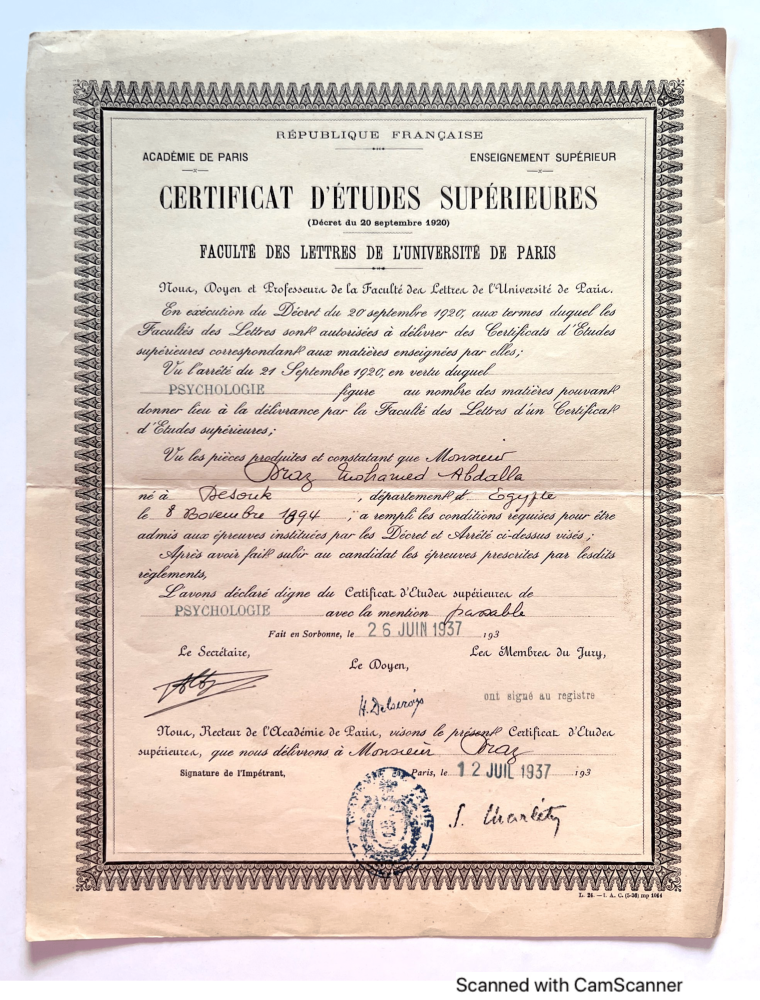 RÉPUBLIQUE FRANÇAISE
ACADÉMIE DE PARIS
ENSEIGNEMENT SUPÉRIEUR
CERTIFICAT D'ÉTUDES SUPÉRIEURES
(Décret du 20 septembre 1920)
FACULTÉ DES LETTRES DE L'UNIVERSITÉ DE PARIS
Nous, Doyen et Professeurs de la Faculté des Lettres de l'Université de Paris.
En exécution du Décret du 20 septembre 1920, aux termes duquel les
Facultés des Lettres sont autorisées à délivrer des Certificats d'Etudes
supérieures correspondant aux matières enseignées par elles;
Vu l'arrêté du 21 Septembre 1920, en vertu duquel
PSYCHOLOGIE figure au nombre des matières pouvant
donner lieu à la délivrance par la Faculté des Lettres d'un Certificat
d'Etudes supérieures;
Vu les pièces produites et constatant que Monsieur
Draz Mohamed Abdalla
né à Desouk, département d'Egypte
le 8 Novembre 1894; a rempli les conditions requises pour être
admis aux épreuves instituées par les Décret et Arrêté ci-dessus visés;
Après avoir fait subir au candidat les épreuves prescrites par lesdits
règlements,
L'avons déclaré digne du Certificat d'Etudes supérieures de
PSYCHOLOGIE avec la mention passable
Fait en Sorbonne, le 26 JUIN 1937 193
Le Secrétaire,
Le Doyen,
Les Membres du Jury,
H. Delacroix
ont signé au registre
Nous, Recteur de l'Académie de Paris, visons le présent Certificat d'Etudes
supérieures, que nous délivrons à Monsieur Draz
Signature de l'Impétrant,
Paris, le 12 JUIL 1937 193
ACADÉMIE DE PARIS
S. Charléty
Scanned with CamScanner